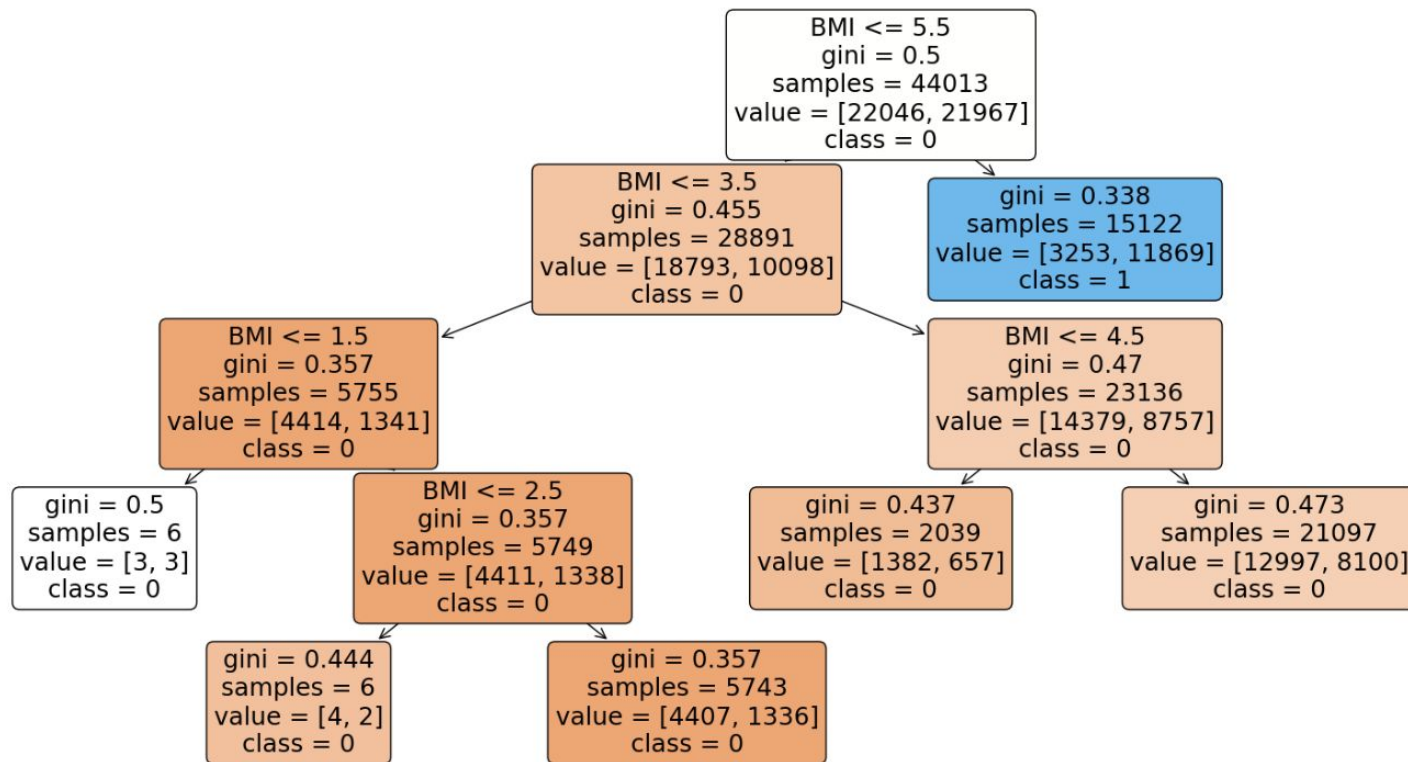 BMI <= 5.5
gini = 0.5
samples = 44013
value = [22046, 21967]
class = 0
BMI <= 3.5
gini = 0.455
samples = 28891
value = [18793, 10098]
class = 0
gini = 0.338
samples = 15122
value = [3253, 11869]
class = 1
BMI <= 1.5
gini = 0.357
samples = 5755
value = [4414, 1341]
class = 0
BMI <= 4.5
gini = 0.47
samples = 23136
value = [14379, 8757]
class = 0
gini = 0.5
samples = 6
value = [3, 3]
class = 0
BMI <= 2.5
gini = 0.357
samples = 5749
value = [4411, 1338]
class = 0
gini = 0.437
samples = 2039
value = [1382, 657]
class = 0
gini = 0.473
samples = 21097
value = [12997, 8100]
class = 0
gini = 0.444
samples = 6
value = [4, 2]
class = 0
gini = 0.357
samples = 5743
value = [4407, 1336]
class = 0